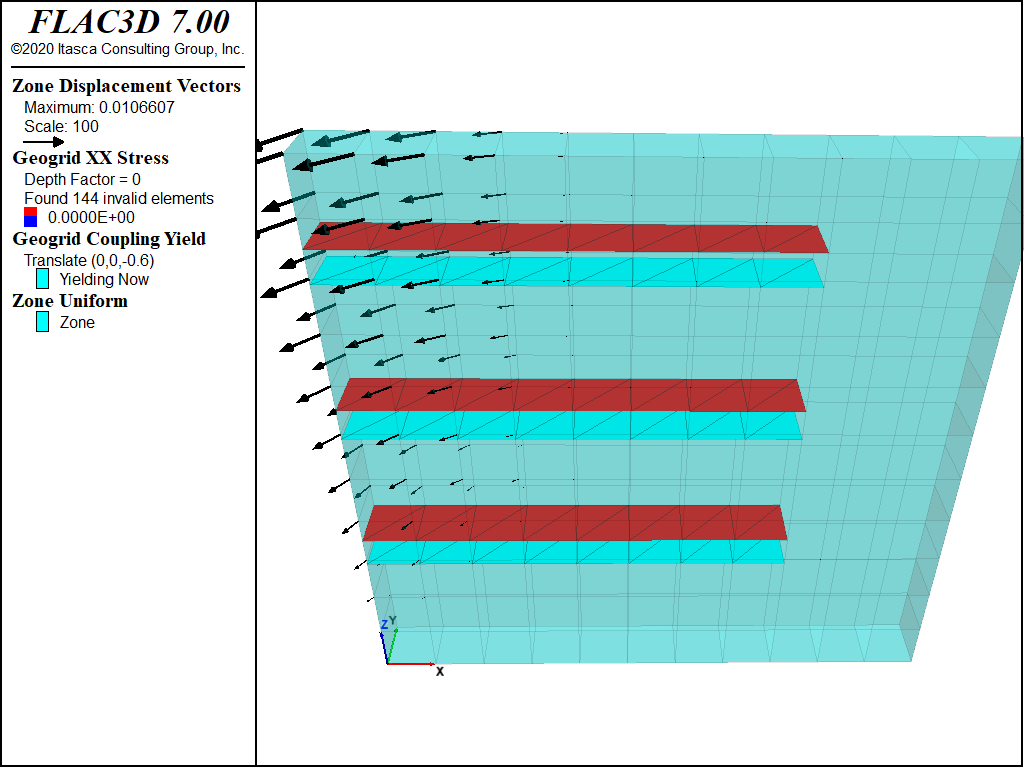 FLAC3D 7.00
©2020 Itasca Consulting Group, Inc.
Zone Displacement Vectors
Maximum: 0.0106607
Scale: 100
Geogrid XX Stress
Depth Factor = 0
Found 144 invalid elements
0.0000E+00
Geogrid Coupling Yield
Translate (0,0,-0.6)
Yielding Now
Zone Uniform
Zone
Z Y
X